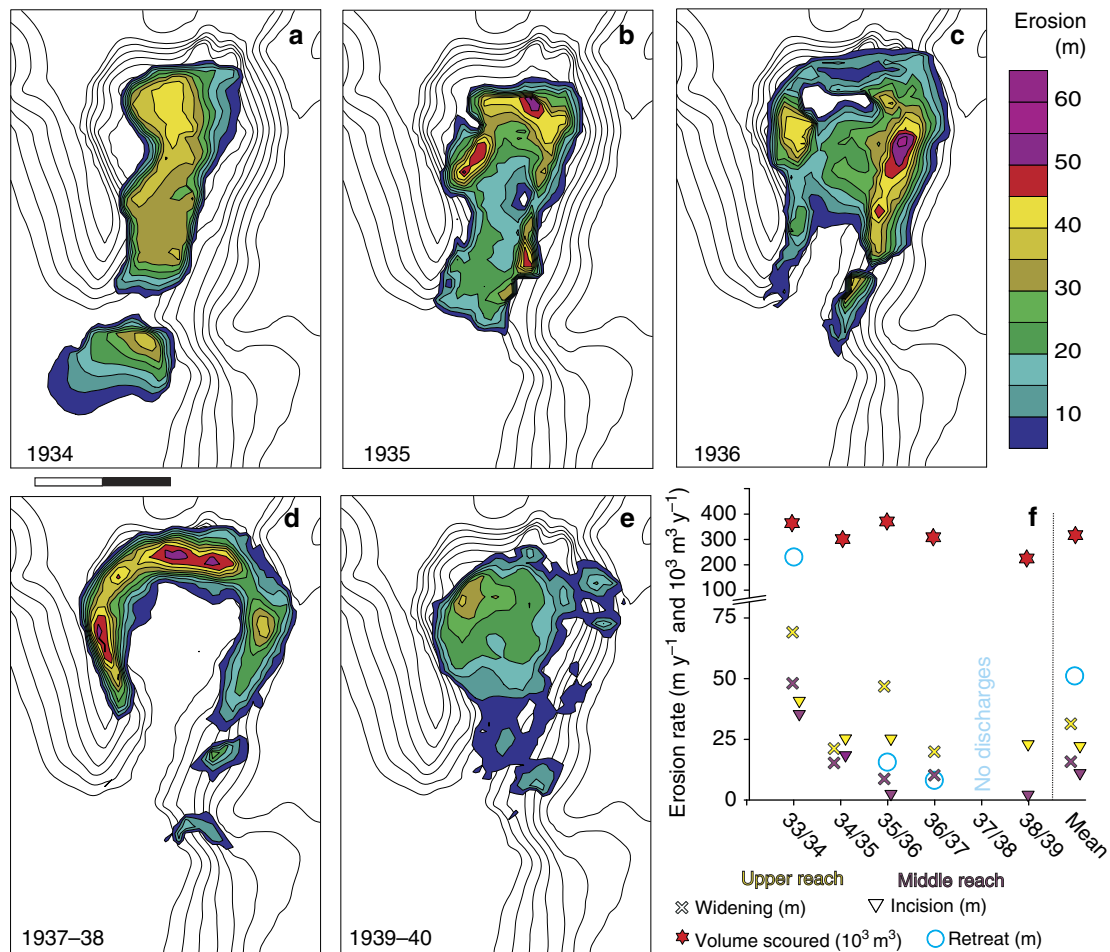 a
1934
b
1935
c
1936
Erosion
(m)
60
50
40
30
20
10
d
1937–38
e
1939–40
f
Erosion rate (m y⁻¹ and 10³ m³ y⁻¹)
400
300
200
100
75
50
25
0
No discharges
33/34
34/35
35/36
36/37
37/38
38/39
Mean
Upper reach
Middle reach
Widening (m)
Incision (m)
Volume scoured (10³ m³)
Retreat (m)